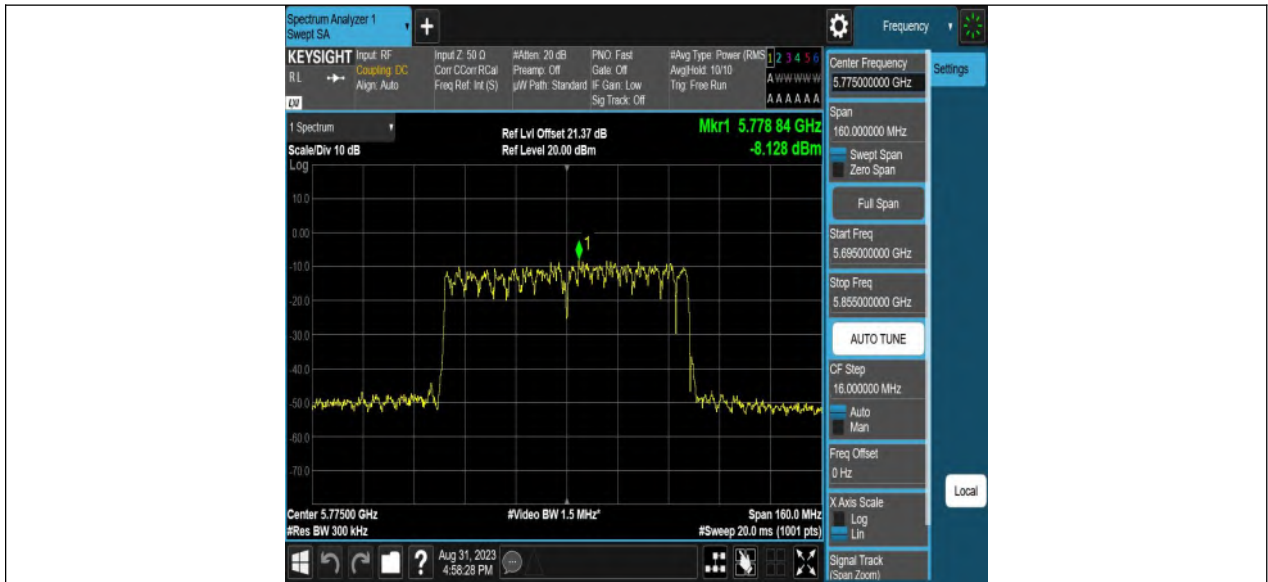 Spectrum Analyzer 1
Swept SA
+
Frequency
KEYSIGHT
RL
LXI
Input: RF
Coupling: DC
Align: Auto
Input Z: 50 Ω
Corr CCorr RCal
Freq Ref: Int (S)
#Atten: 20 dB
Preamp: Off
µW Path: Standard
PNO: Fast
Gate: Off
IF Gain: Low
Sig Track: Off
#Avg Type: Power (RMS
Avg|Hold: 10/10
Trig: Free Run
1 2 3 4 5 6
A W W W W W
A A A A A A
1 Spectrum
Scale/Div 10 dB
Log
Ref Lvl Offset 21.37 dB
Ref Level 20.00 dBm
Mkr1 5.778 84 GHz
-8.128 dBm
10.0
0.00
-10.0
-20.0
-30.0
-40.0
-50.0
-60.0
-70.0
1
Center 5.77500 GHz
#Res BW 300 kHz
#Video BW 1.5 MHz*
Span 160.0 MHz
#Sweep 20.0 ms (1001 pts)
?
Aug 31, 2023
4:58:28 PM
Center Frequency
5.775000000 GHz
Settings
Span
160.000000 MHz
Swept Span
Zero Span
Full Span
Start Freq
5.695000000 GHz
Stop Freq
5.855000000 GHz
AUTO TUNE
CF Step
16.000000 MHz
Auto
Man
Freq Offset
0 Hz
X Axis Scale
Log
Lin
Local
Signal Track
(Span Zoom)